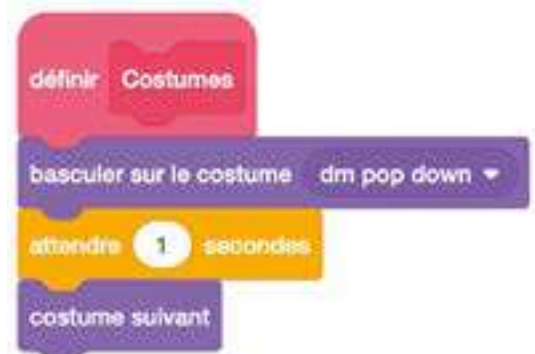 définir Costumes
basculer sur le costume dm pop down
attendre 1 secondes
costume suivant